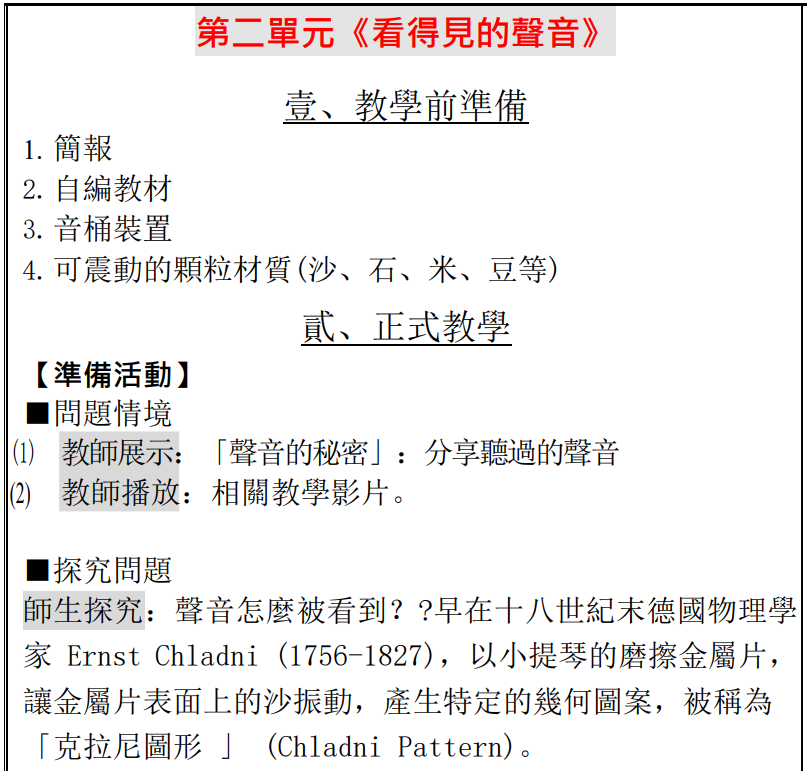 第二單元《看得見的聲音》
壹、教學前準備
1. 簡報
2. 自編教材
3. 音桶裝置
4. 可震動的顆粒材質(沙、石、米、豆等)
貳、正式教學
【準備活動】
■問題情境
⑴ 教師展示：「聲音的秘密」：分享聽過的聲音
⑵ 教師播放：相關教學影片。
■探究問題
師生探究：聲音怎麼被看到？?早在十八世紀末德國物理學
家 Ernst Chladni (1756-1827)，以小提琴的磨擦金屬片，
讓金屬片表面上的沙振動，產生特定的幾何圖案，被稱為
「克拉尼圖形 」 (Chladni Pattern)。